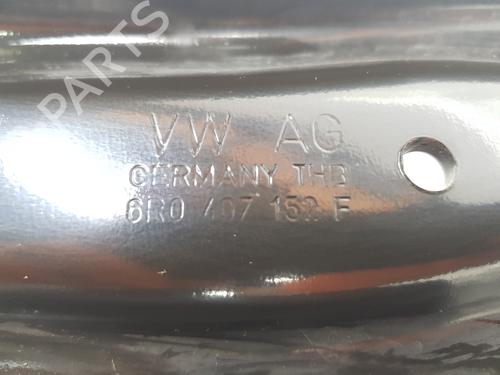 B PARTS
VW AG
GERMANY THB
6R0 407 152 F